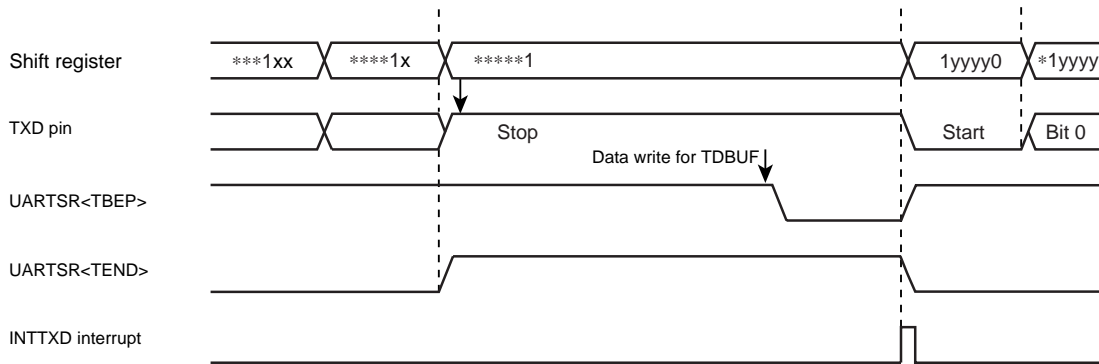 Shift register ***1xx ****1x *****1 1yyyy0 *1yyyy
TXD pin Stop Start Bit 0
Data write for TDBUF
UARTSR<TBEP>
UARTSR<TEND>
INTTXD interrupt